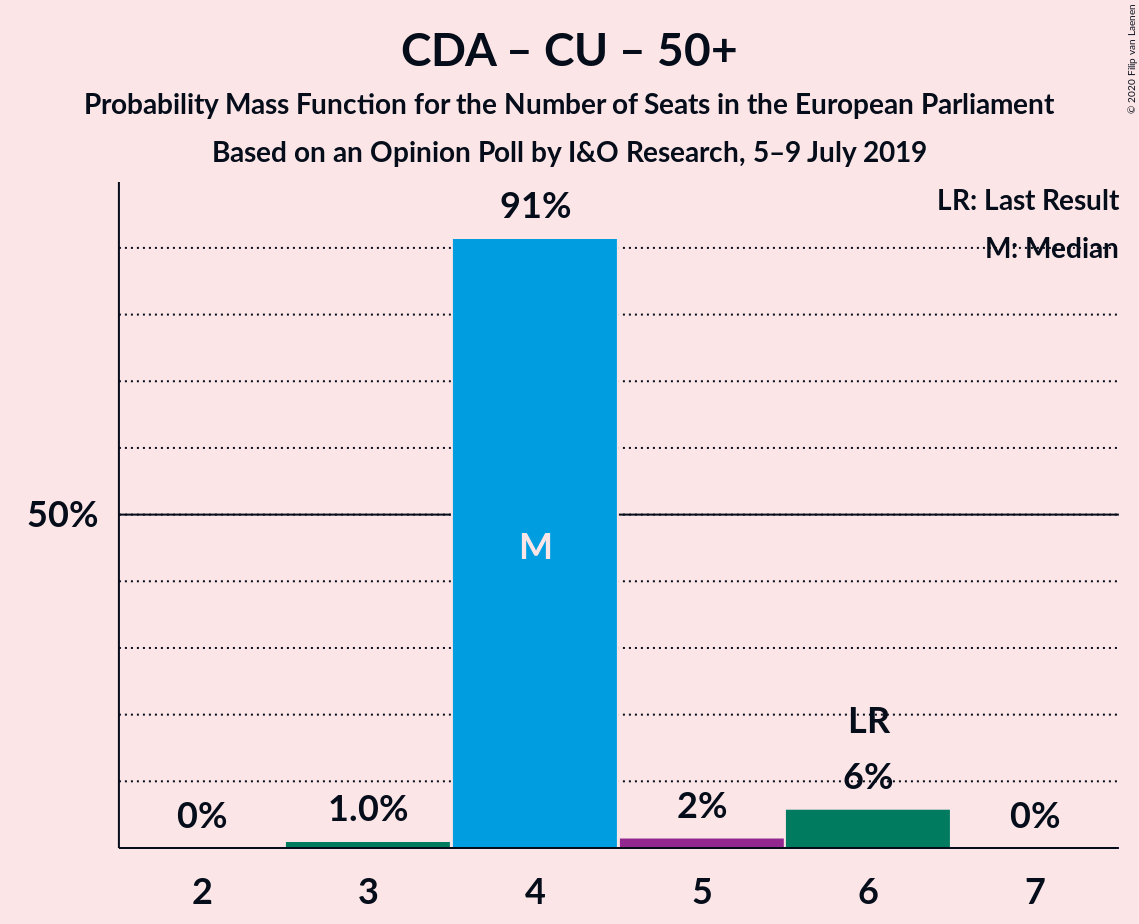 CDA – CU – 50+
Probability Mass Function for the Number of Seats in the European Parliament
Based on an Opinion Poll by I&O Research, 5–9 July 2019
© 2020 Filip van Laenen
LR: Last Result
M: Median
91%
50%
M
LR
6%
0%
1.0%
2%
0%
2
3
4
5
6
7